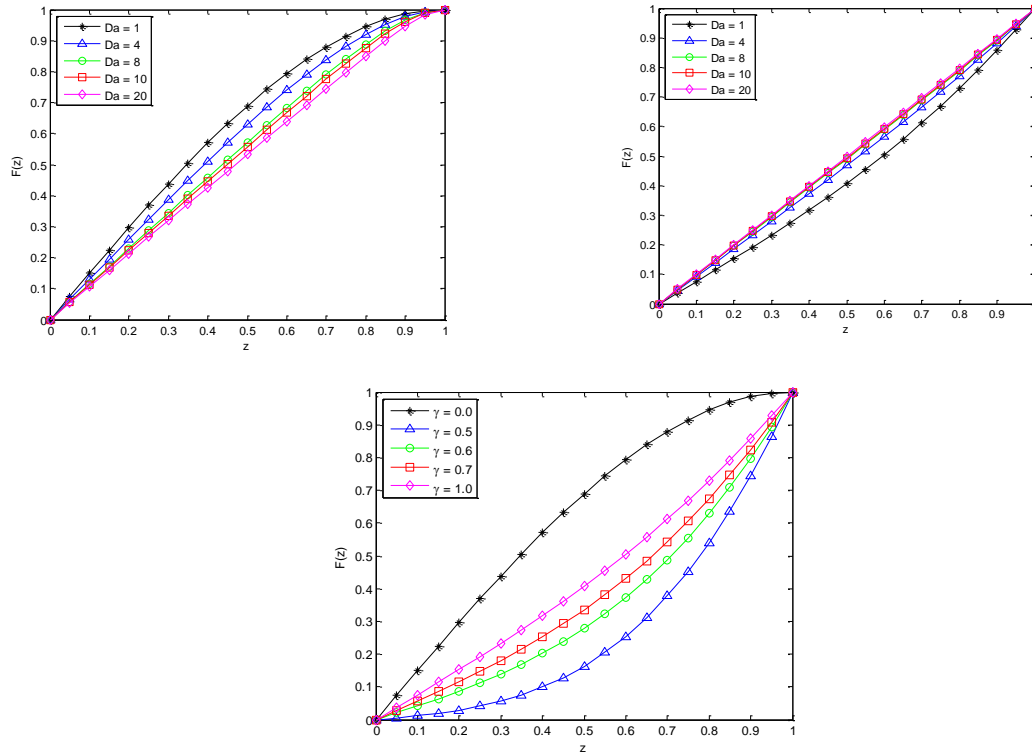 1
0.9
0.8
0.7
0.6
0.5
0.4
0.3
0.2
0.1
0
F(z)
Da = 1
Da = 4
Da = 8
Da = 10
Da = 20
0 0.1 0.2 0.3 0.4 0.5 0.6 0.7 0.8 0.9 1
z
1
0.9
0.8
0.7
0.6
0.5
0.4
0.3
0.2
0.1
0
F(z)
Da = 1
Da = 4
Da = 8
Da = 10
Da = 20
0 0.1 0.2 0.3 0.4 0.5 0.6 0.7 0.8 0.9
z
1
0.9
0.8
0.7
0.6
0.5
0.4
0.3
0.2
0.1
0
F(z)
γ = 0.0
γ = 0.5
γ = 0.6
γ = 0.7
γ = 1.0
0 0.1 0.2 0.3 0.4 0.5 0.6 0.7 0.8 0.9 1
z